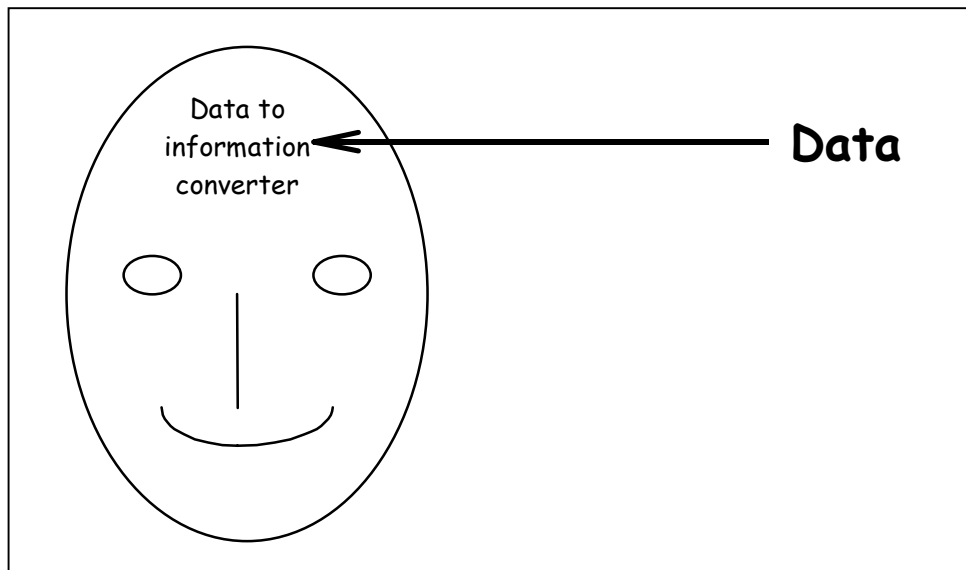 Data to
information
converter
Data